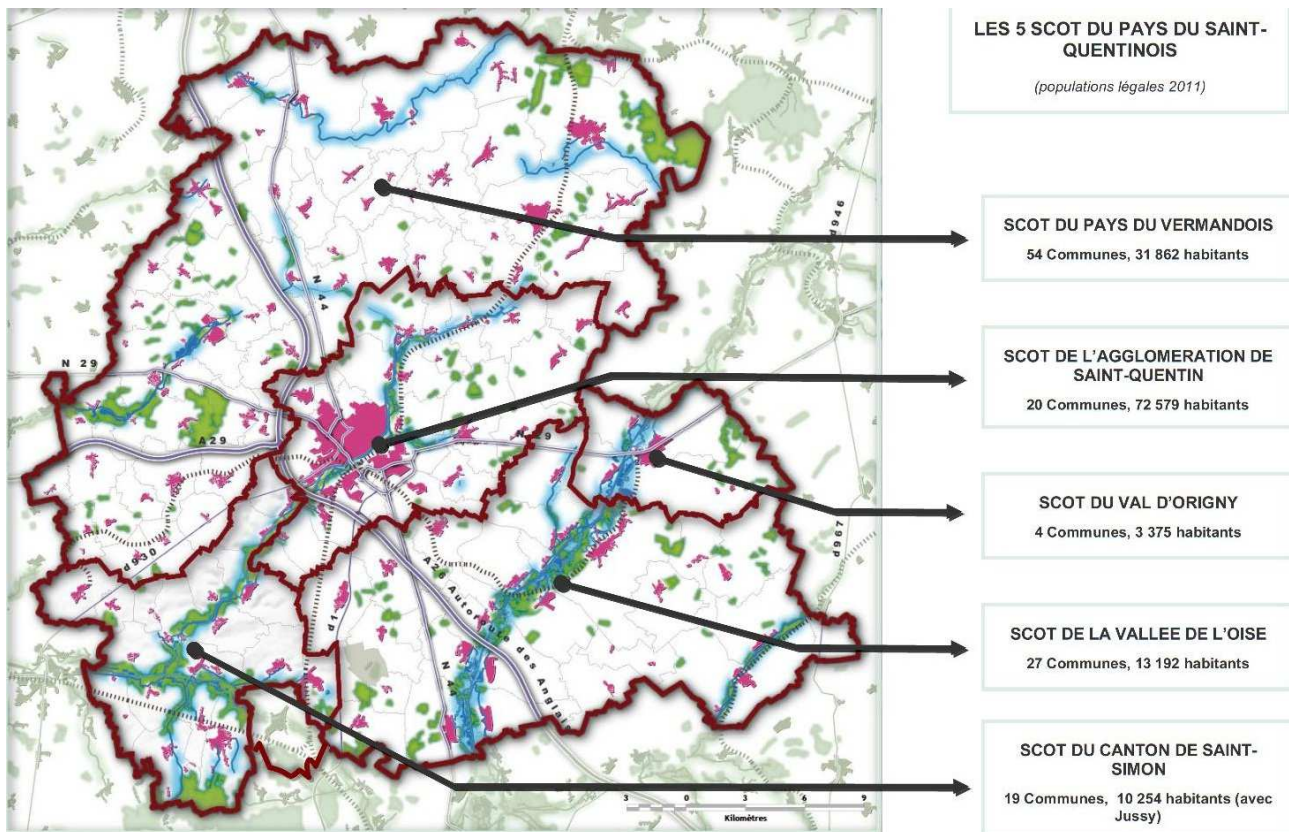 LES 5 SCOT DU PAYS DU SAINT-
QUENTINOIS
(populations légales 2011)
SCOT DU PAYS DU VERMANDOIS
54 Communes, 31 862 habitants
SCOT DE L'AGGLOMERATION DE
SAINT-QUENTIN
20 Communes, 72 579 habitants
SCOT DU VAL D'ORIGNY
4 Communes, 3 375 habitants
SCOT DE LA VALLEE DE L'OISE
27 Communes, 13 192 habitants
SCOT DU CANTON DE SAINT-
SIMON
19 Communes, 10 254 habitants (avec
Jussy)
d946
N 44
N 29
A29
N 29
d930
d967
d1
A26 Autoroute des Anglais
N 44
3 0 3 6 9
Kilomètres